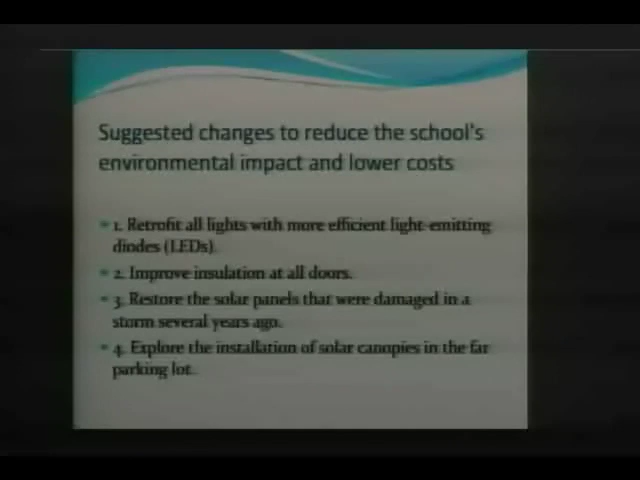 Suggested changes to reduce the school's
environmental impact and lower costs
1. Retrofit all lights with more efficient light-emitting
diodes (LEDs).
2. Improve insulation at all doors.
3. Restore the solar panels that were damaged in a
storm several years ago.
4. Explore the installation of solar canopies in the far
parking lot.